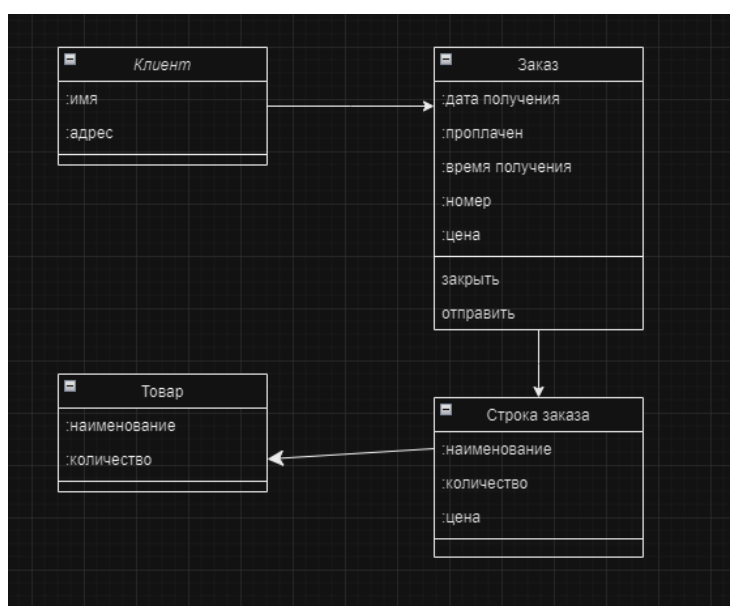 Клиент
:имя
:адрес
Заказ
:дата получения
:проплачен
:время получения
:номер
:цена
закрыть
отправить
Товар
:наименование
:количество
Строка заказа
:наименование
:количество
:цена